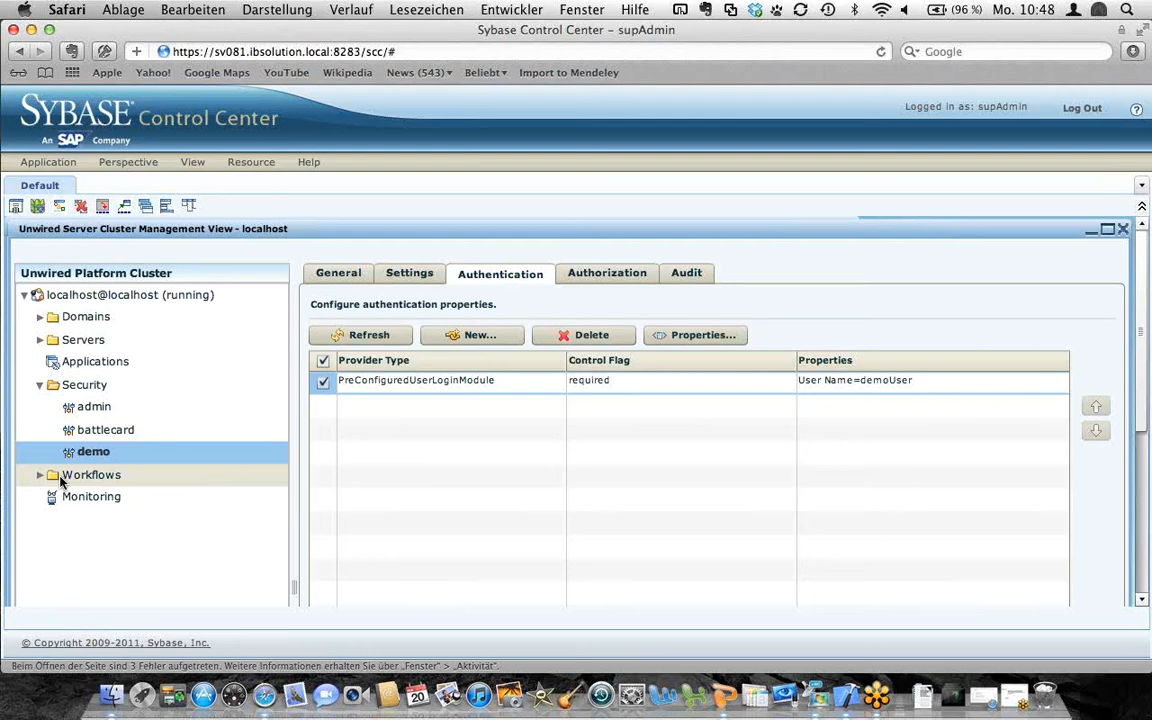 Safari Ablage Bearbeiten Darstellung Verlauf Lesezeichen Entwickler Fenster Hilfe (96 %) Mo. 10:48
Sybase Control Center - supAdmin
https://sv081.ibsolution.local:8283/scc/# Google
Apple Yahoo! Google Maps YouTube Wikipedia News (543) Beliebt Import to Mendeley
SYBASE Control Center
An SAP Company
Logged in as: supAdmin Log Out ?
Application Perspective View Resource Help
Default
Unwired Server Cluster Management View - localhost
Unwired Platform Cluster
localhost@localhost (running)
Domains
Servers
Applications
Security
admin
battlecard
demo
Workflows
Monitoring
General Settings Authentication Authorization Audit
Configure authentication properties.
Refresh New... Delete Properties...
Provider Type Control Flag Properties
PreConfiguredUserLoginModule required User Name=demoUser
© Copyright 2009-2011, Sybase, Inc.
Beim Öffnen der Seite sind 3 Fehler aufgetreten. Weitere Informationen erhalten Sie über „Fenster“ > „Aktivität“.